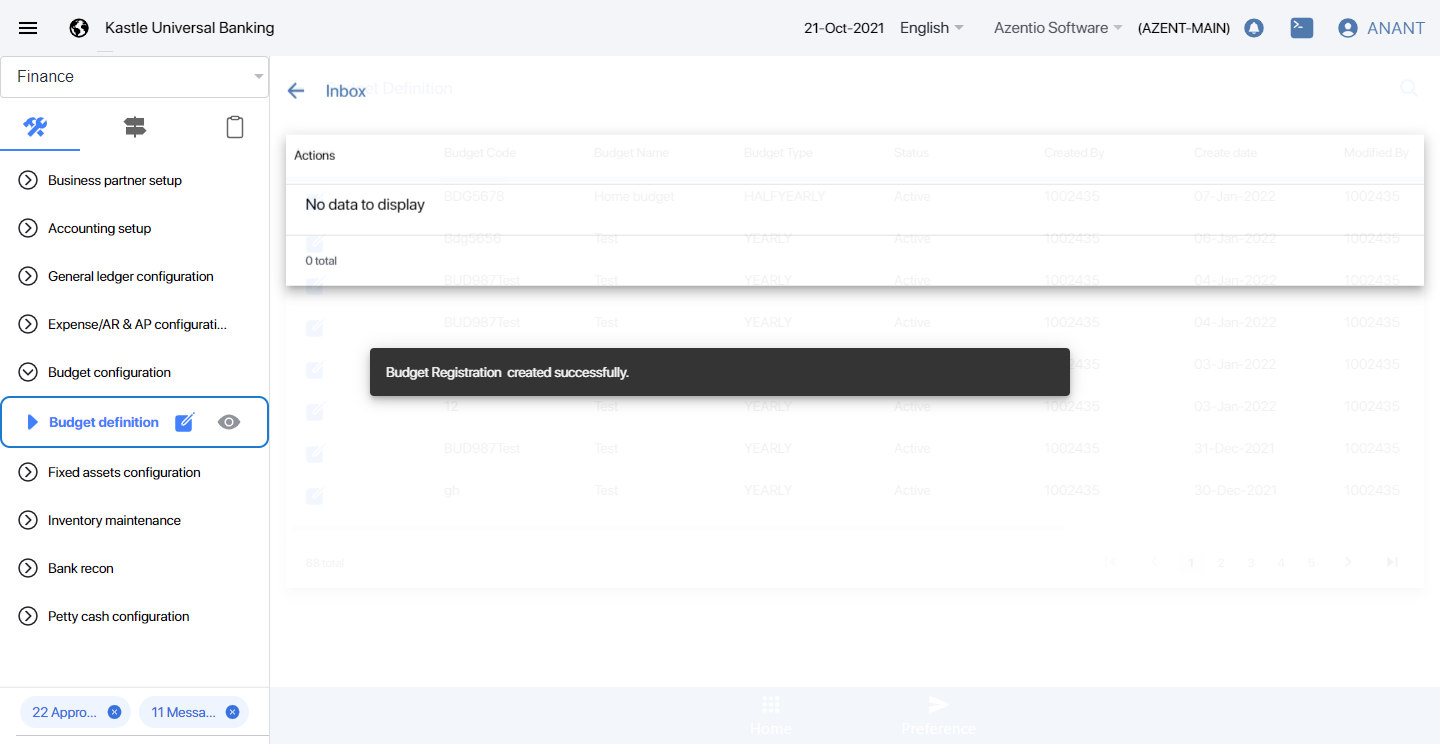 Kastle Universal Banking
21-Oct-2021 English Azentio Software (AZENT-MAIN) ANANT
Finance
Business partner setup
Accounting setup
General ledger configuration
Expense/AR & AP configurati...
Budget configuration
Budget definition
Fixed assets configuration
Inventory maintenance
Bank recon
Petty cash configuration
22 Appro...
11 Messa...
Inbox
et Definition
Actions Budget Code Budget Name Budget Type Status Created By Create date Modified By
BDG5678 Home budget HALFYEARLY Active 1002435 07-Jan-2022 1002435
No data to display
Bdg5656 Test YEARLY Active 1002435 06-Jan-2022 1002435
0 total
BUD987Test Test YEARLY Active 1002435 04-Jan-2022 1002435
BUD987Test Test YEARLY Active 1002435 04-Jan-2022 1002435
Budget Registration created successfully.
2435 03-Jan-2022 1002435
12 Test YEARLY Active 1002435 03-Jan-2022 1002435
BUD987Test Test YEARLY Active 1002435 31-Dec-2021 1002435
gh Test YEARLY Active 1002435 30-Dec-2021 1002435
88 total 1 2 3 4 5
Home Preference